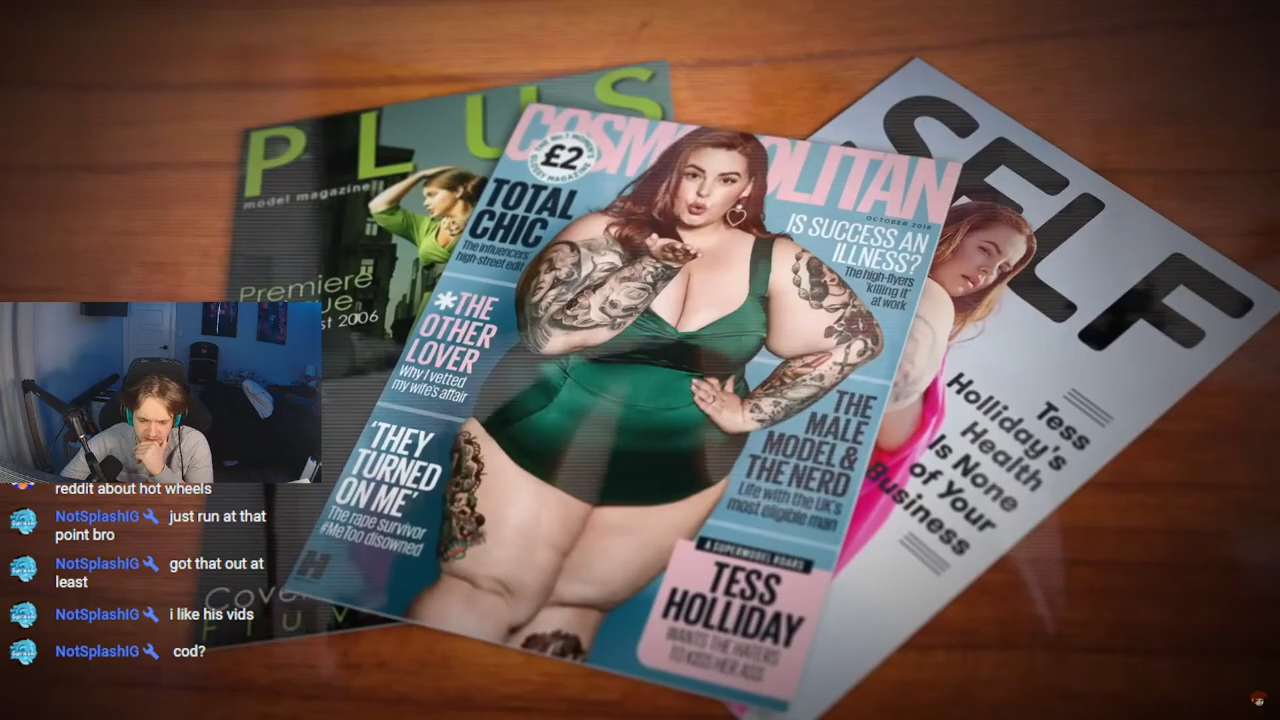 PLUS
model magazine
Premiere
st 2006
COSMOPOLITAN
£2
OCTOBER 2018
TOTAL
CHIC
The influencers'
high-street edit
*THE
OTHER
LOVER
Why I vetted
my wife's affair
'THEY
TURNED
ON ME'
The rape survivor
#MeToo disowned
IS SUCCESS AN
ILLNESS?
The high-flyers
'killing it'
at work
THE
MALE
MODEL &
THE NERD
Life with the UK's
most eligible man
A SUPERMODEL ROARS
TESS
HOLLIDAY
WANTS THE HATERS
TO KISS HER ASS
SELF
Tess
Holliday's
Health
Is None
of Your
Business
reddit about hot wheels
NotSplashIG just run at that
point bro
NotSplashIG got that out at
least
NotSplashIG i like his vids
NotSplashIG cod?